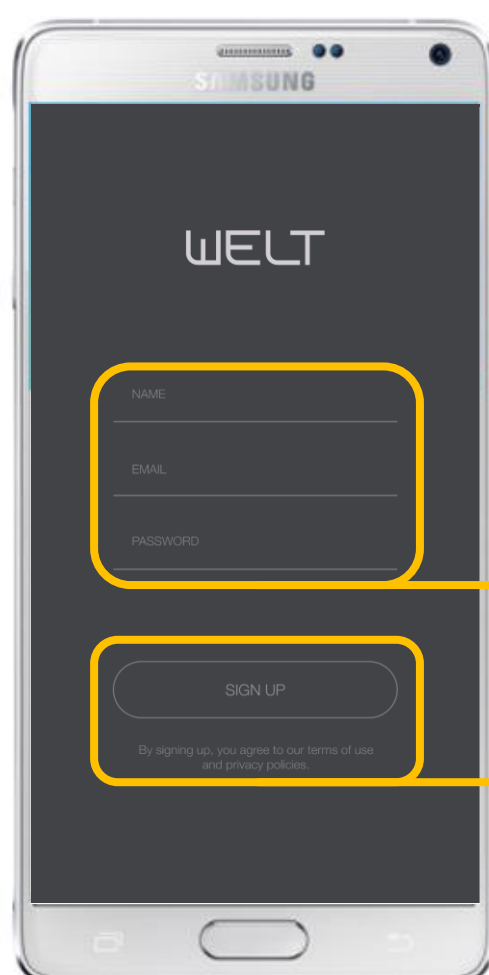 SAMSUNG
WELT
NAME
EMAIL
PASSWORD
SIGN UP
By signing up, you agree to our terms of use
and privacy policies.